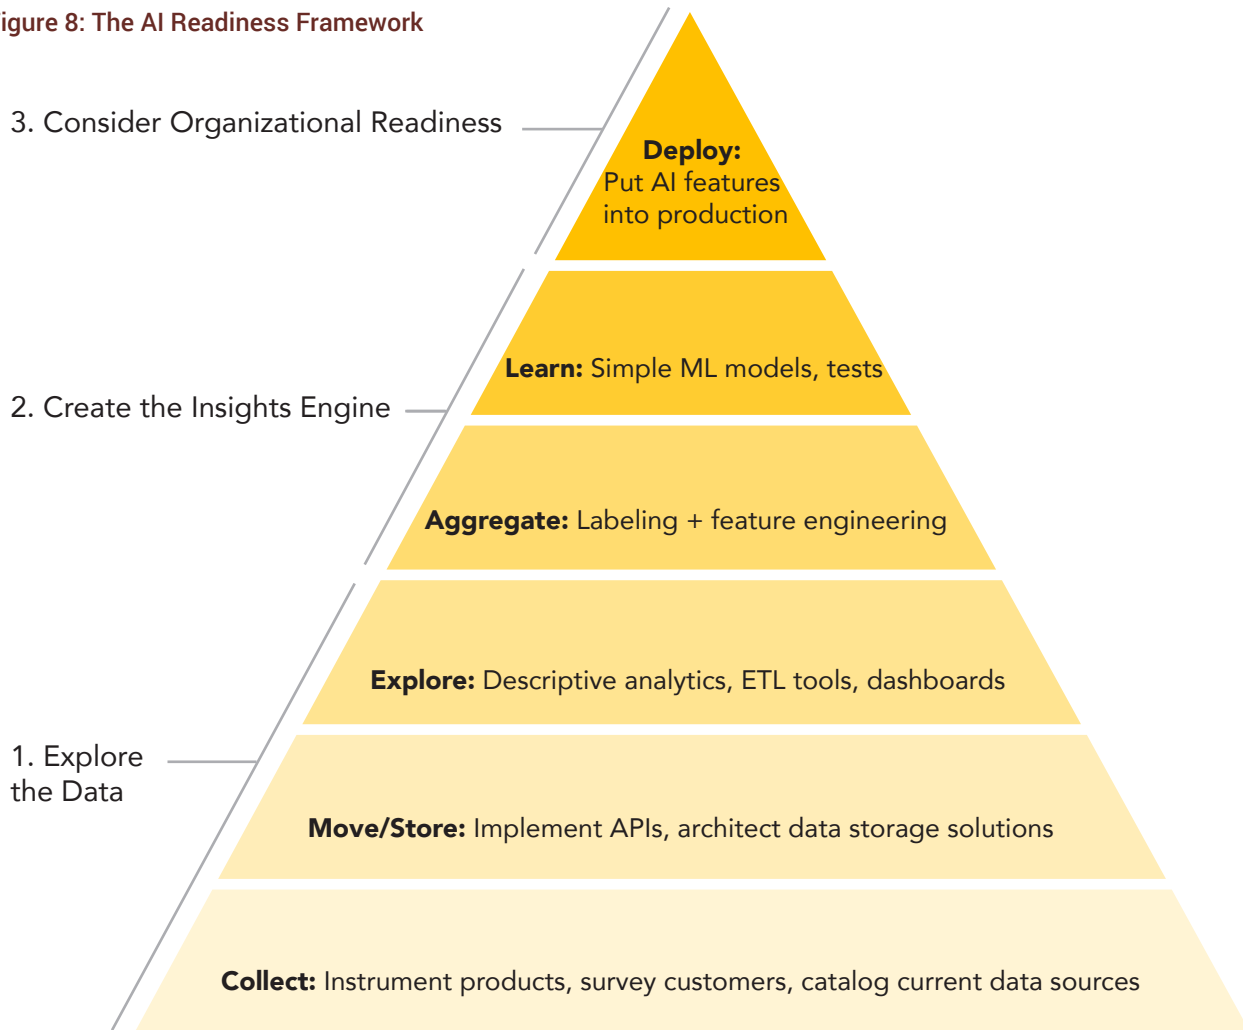 igure 8: The AI Readiness Framework
3. Consider Organizational Readiness
Deploy:
Put AI features
into production
Learn: Simple ML models, tests
2. Create the Insights Engine
Aggregate: Labeling + feature engineering
Explore: Descriptive analytics, ETL tools, dashboards
1. Explore
the Data
Move/Store: Implement APIs, architect data storage solutions
Collect: Instrument products, survey customers, catalog current data sources